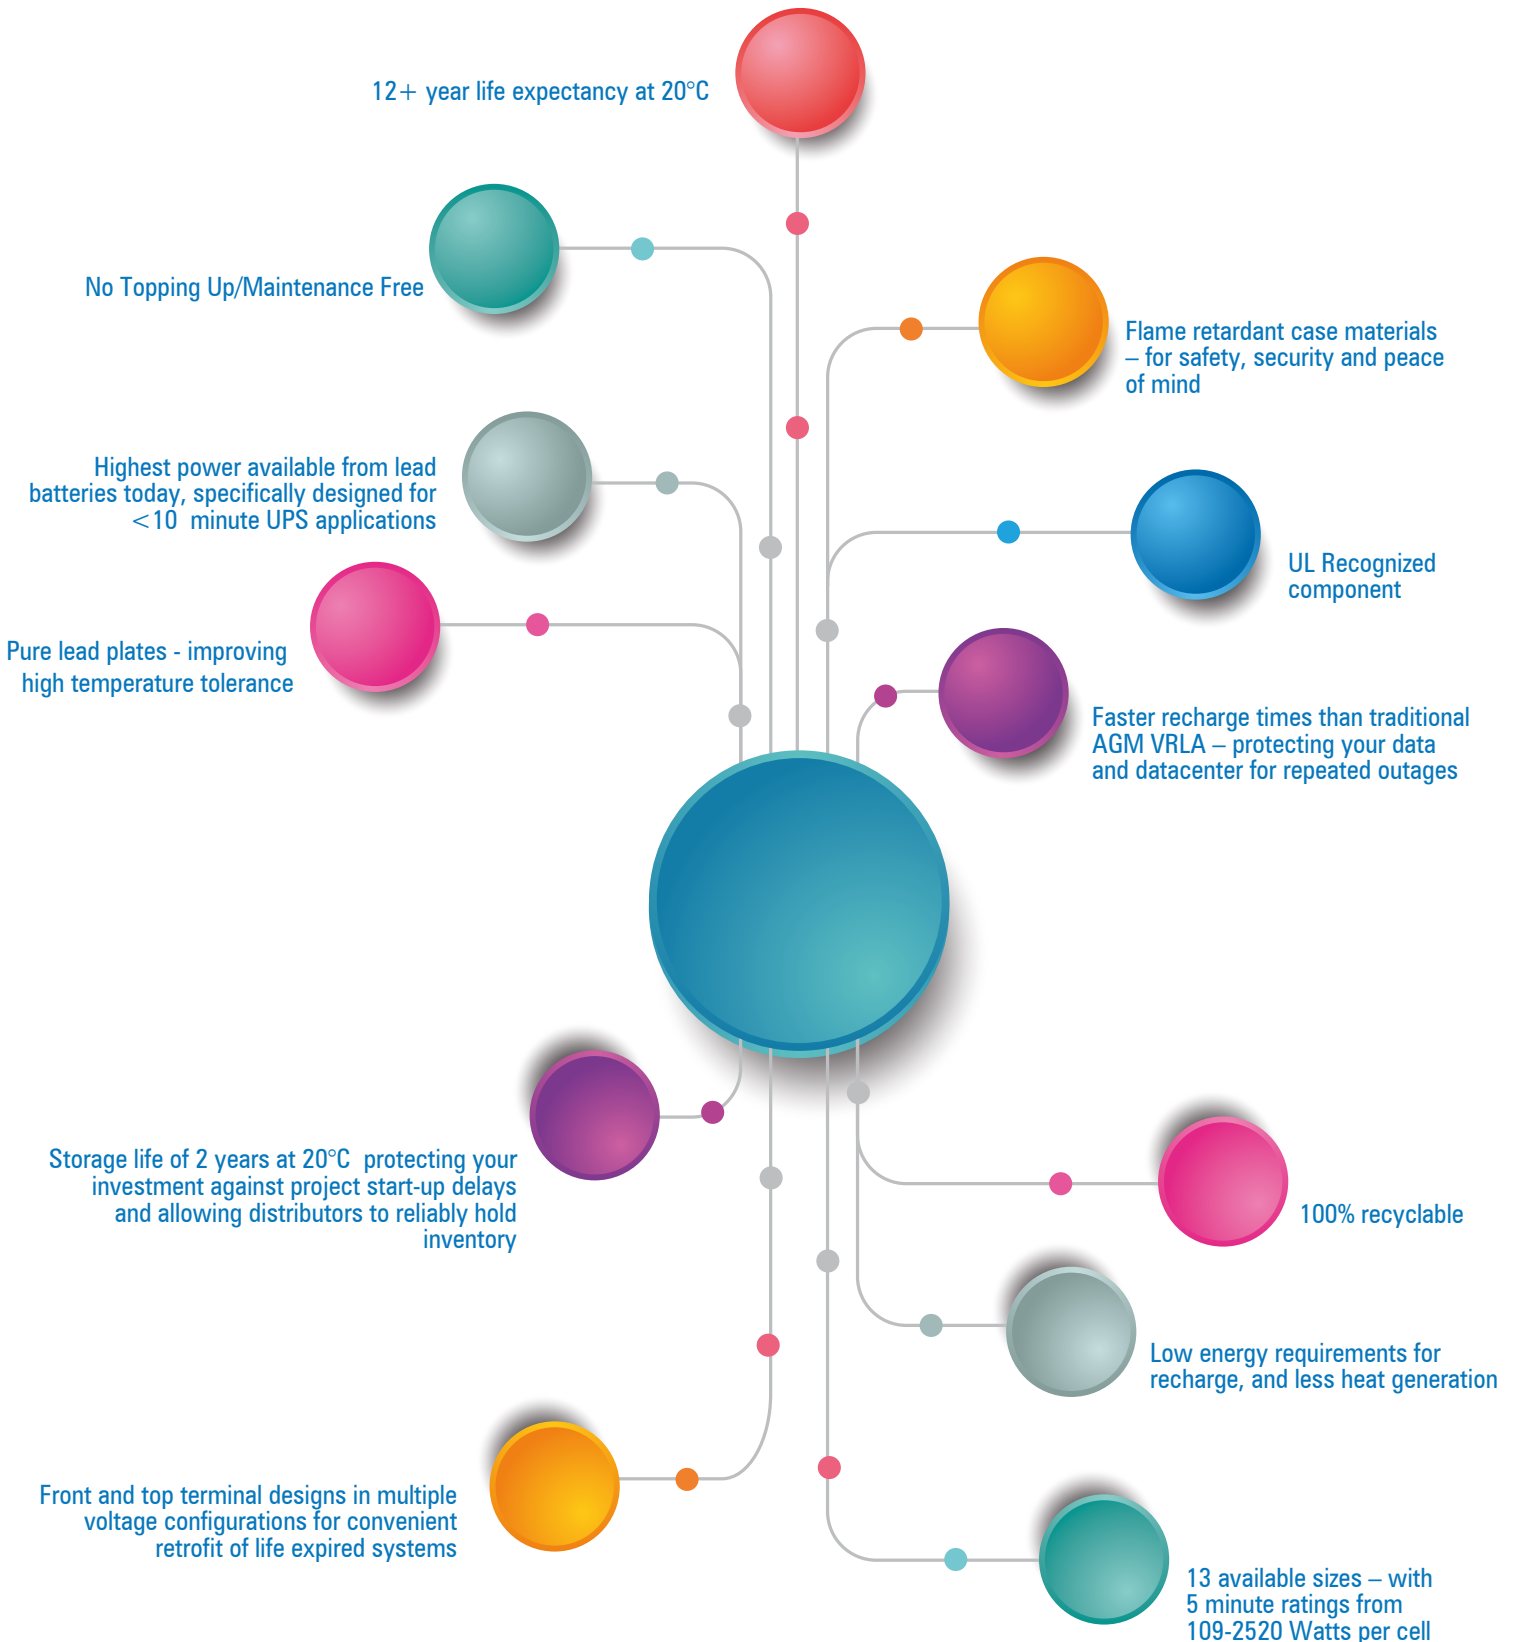 12+ year life expectancy at 20°C
No Topping Up/Maintenance Free
Flame retardant case materials
– for safety, security and peace
of mind
Highest power available from lead
batteries today, specifically designed for
<10 minute UPS applications
UL Recognized
component
Pure lead plates - improving
high temperature tolerance
Faster recharge times than traditional
AGM VRLA – protecting your data
and datacenter for repeated outages
Storage life of 2 years at 20°C protecting your
investment against project start-up delays
and allowing distributors to reliably hold
inventory
100% recyclable
Low energy requirements for
recharge, and less heat generation
Front and top terminal designs in multiple
voltage configurations for convenient
retrofit of life expired systems
13 available sizes – with
5 minute ratings from
109-2520 Watts per cell